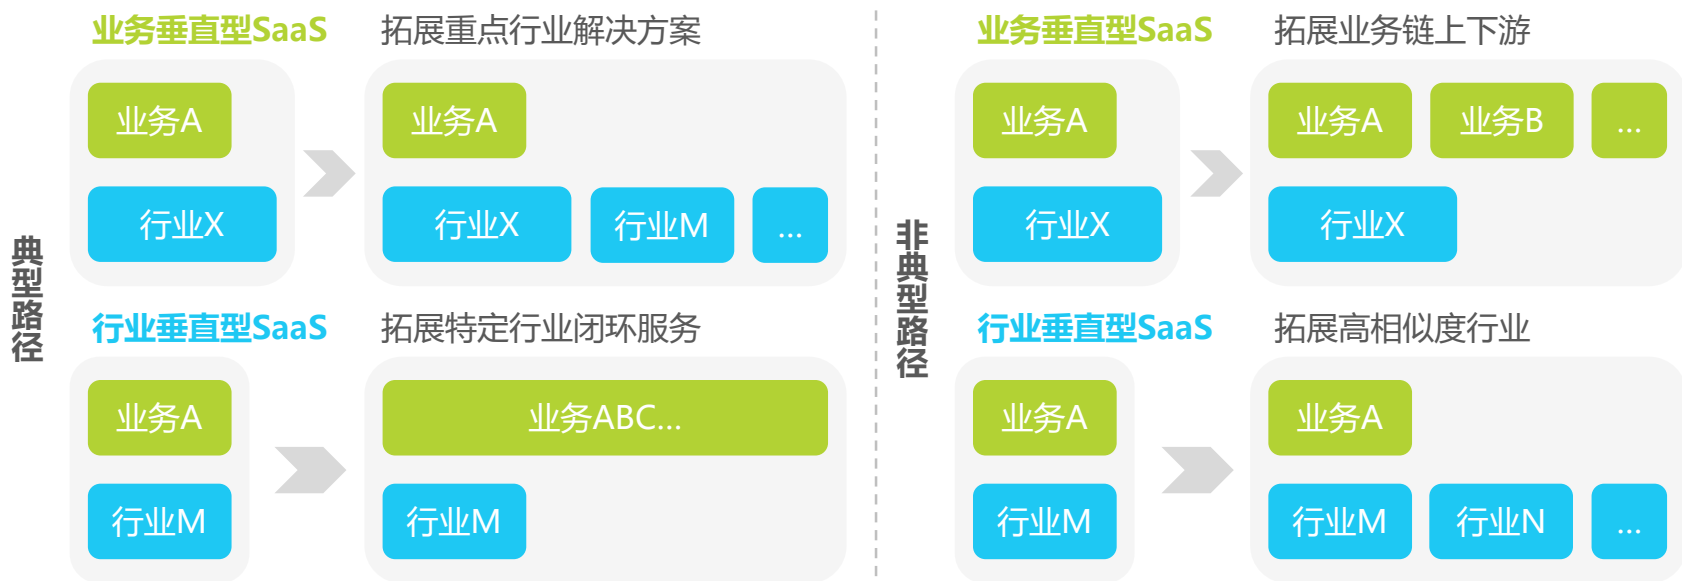 典型路径
业务垂直型SaaS 拓展重点行业解决方案
业务A
行业X
业务A
行业X 行业M ...
行业垂直型SaaS 拓展特定行业闭环服务
业务A
行业M
业务ABC...
行业M
非典型路径
业务垂直型SaaS 拓展业务链上下游
业务A
行业X
业务A 业务B ...
行业X
行业垂直型SaaS 拓展高相似度行业
业务A
行业M
业务A
行业M 行业N ...